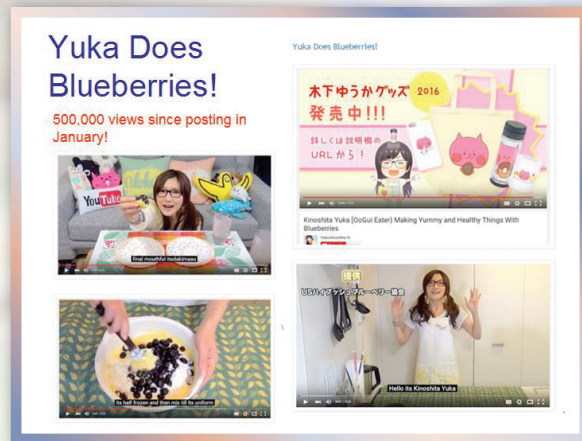 Yuka Does
Blueberries!
500,000 views since posting in
January!
YouTube
final mouthful itadakimasu
Its half frozen and then mix till its uniform
Yuka Does Blueberries!
木下ゆうかグッズ 2016
発売中!!!
詳しくは説明欄の
URLから!
Kinoshita Yuka [OoGui Eater] Making Yummy and Healthy Things With
Blueberries
提供
USハイブッシュブルーベリー協会
Hello its Kinoshita Yuka